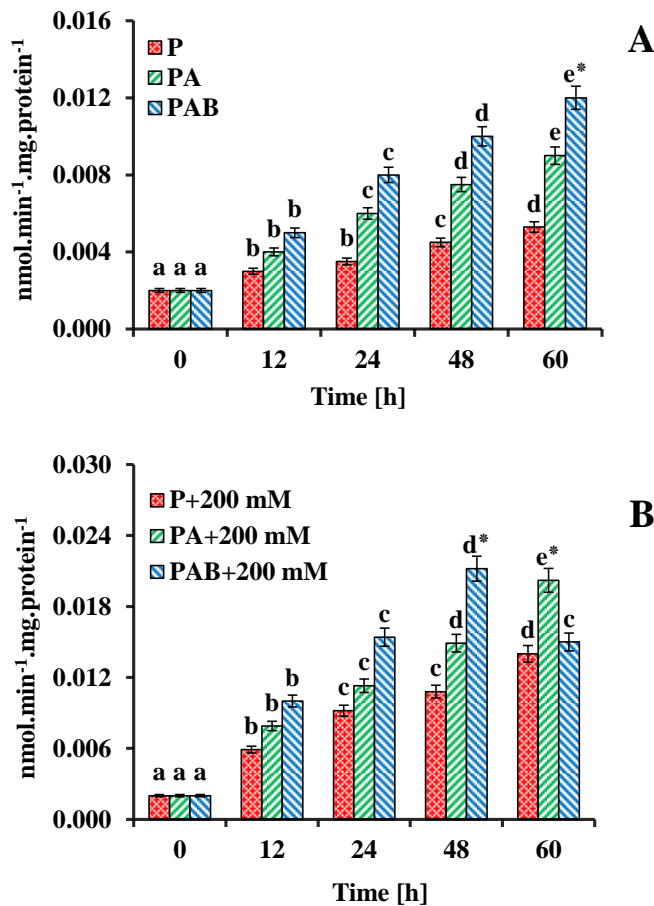 A
0.016
0.012
0.008
0.004
0.000
nmol.min⁻¹.mg.protein⁻¹
P
PA
PAB
a a a
b b b
b c c
c d d
d e e*
0 12 24 48 60
Time [h]
B
0.030
0.024
0.018
0.012
0.006
0.000
nmol.min⁻¹.mg.protein⁻¹
P+200 mM
PA+200 mM
PAB+200 mM
a a a
b b b
c c c
c d d*
d e* c
0 12 24 48 60
Time [h]